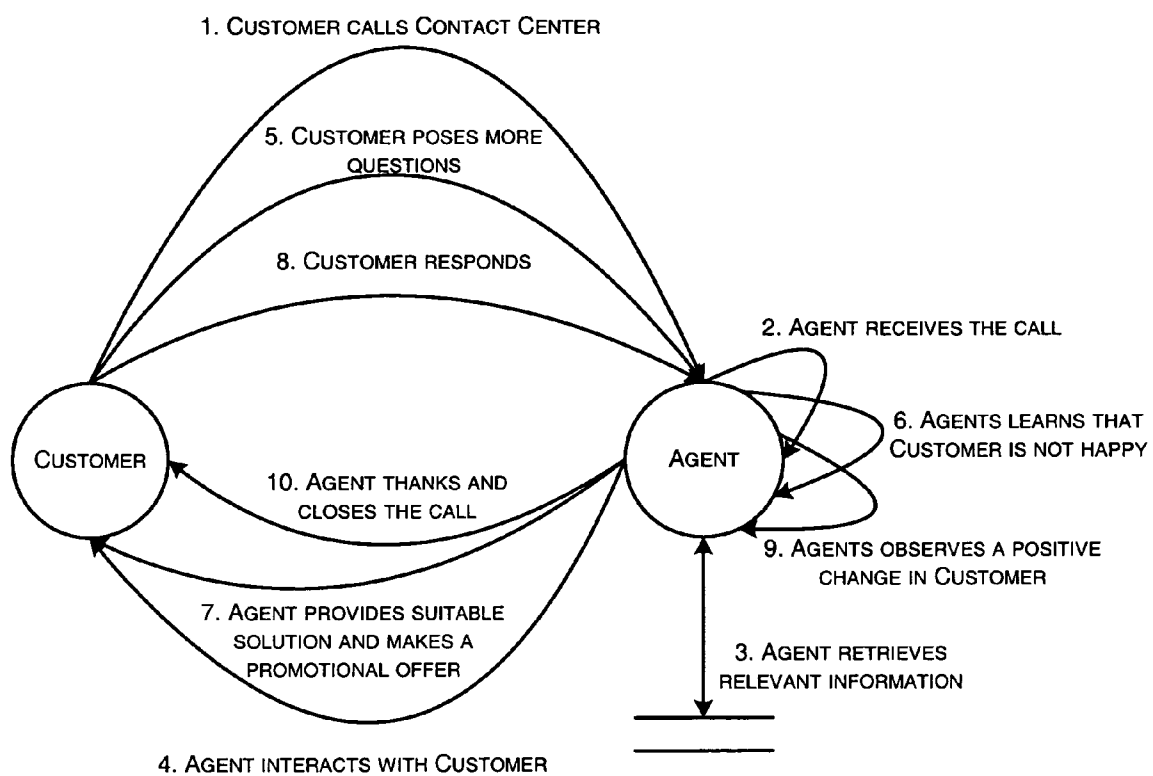 1. CUSTOMER CALLS CONTACT CENTER
5. CUSTOMER POSES MORE
QUESTIONS
8. CUSTOMER RESPONDS
2. AGENT RECEIVES THE CALL
6. AGENTS LEARNS THAT
CUSTOMER IS NOT HAPPY
CUSTOMER
AGENT
10. AGENT THANKS AND
CLOSES THE CALL
9. AGENTS OBSERVES A POSITIVE
CHANGE IN CUSTOMER
7. AGENT PROVIDES SUITABLE
SOLUTION AND MAKES A
PROMOTIONAL OFFER
3. AGENT RETRIEVES
RELEVANT INFORMATION
4. AGENT INTERACTS WITH CUSTOMER